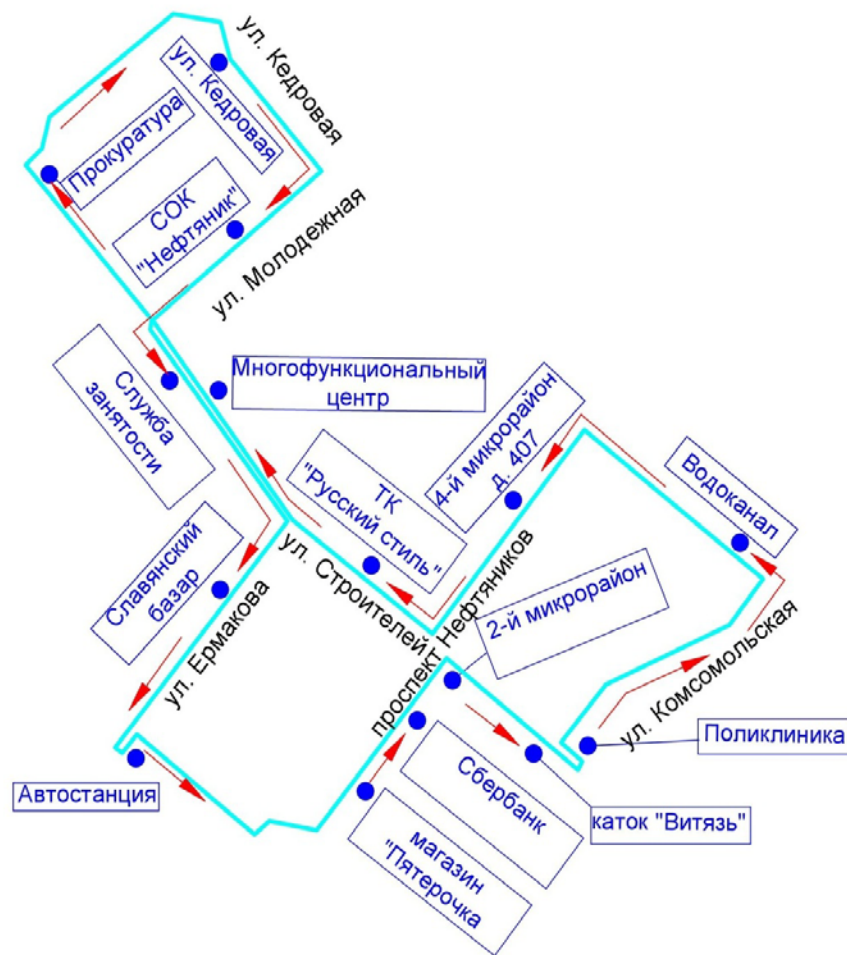 ул. Кедровая
ул. Кедровая
Прокуратура
СОК
"Нефтяник"
ул. Молодежная
Многофункциональный
центр
Служба
занятости
4-й микрорайон
д. 407
ТК
"Русский стиль"
Водоканал
ул. Строителей
проспект Нефтяников
Славянский
базар
ул. Ермакова
2-й микрорайон
ул. Комсомольская
Поликлиника
Автостанция
Сбербанк
каток "Витязь"
магазин
"Пятерочка